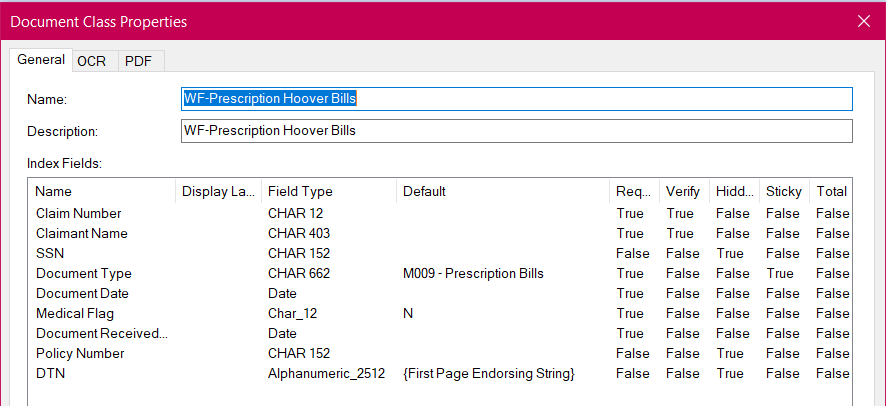 Document Class Properties
General OCR PDF
Name: WF-Prescription Hoover Bills
Description: WF-Prescription Hoover Bills
Index Fields:
Name Display La... Field Type Default Req... Verify Hidd... Sticky Total
Claim Number CHAR 12 True True False False False
Claimant Name CHAR 403 True True False False False
SSN CHAR 152 False False True False False
Document Type CHAR 662 M009 - Prescription Bills True False False True False
Document Date Date True False False False False
Medical Flag Char_12 N True False False False False
Document Received... Date True False False False False
Policy Number CHAR 152 False False True False False
DTN Alphanumeric_2512 {First Page Endorsing String} False False True False False